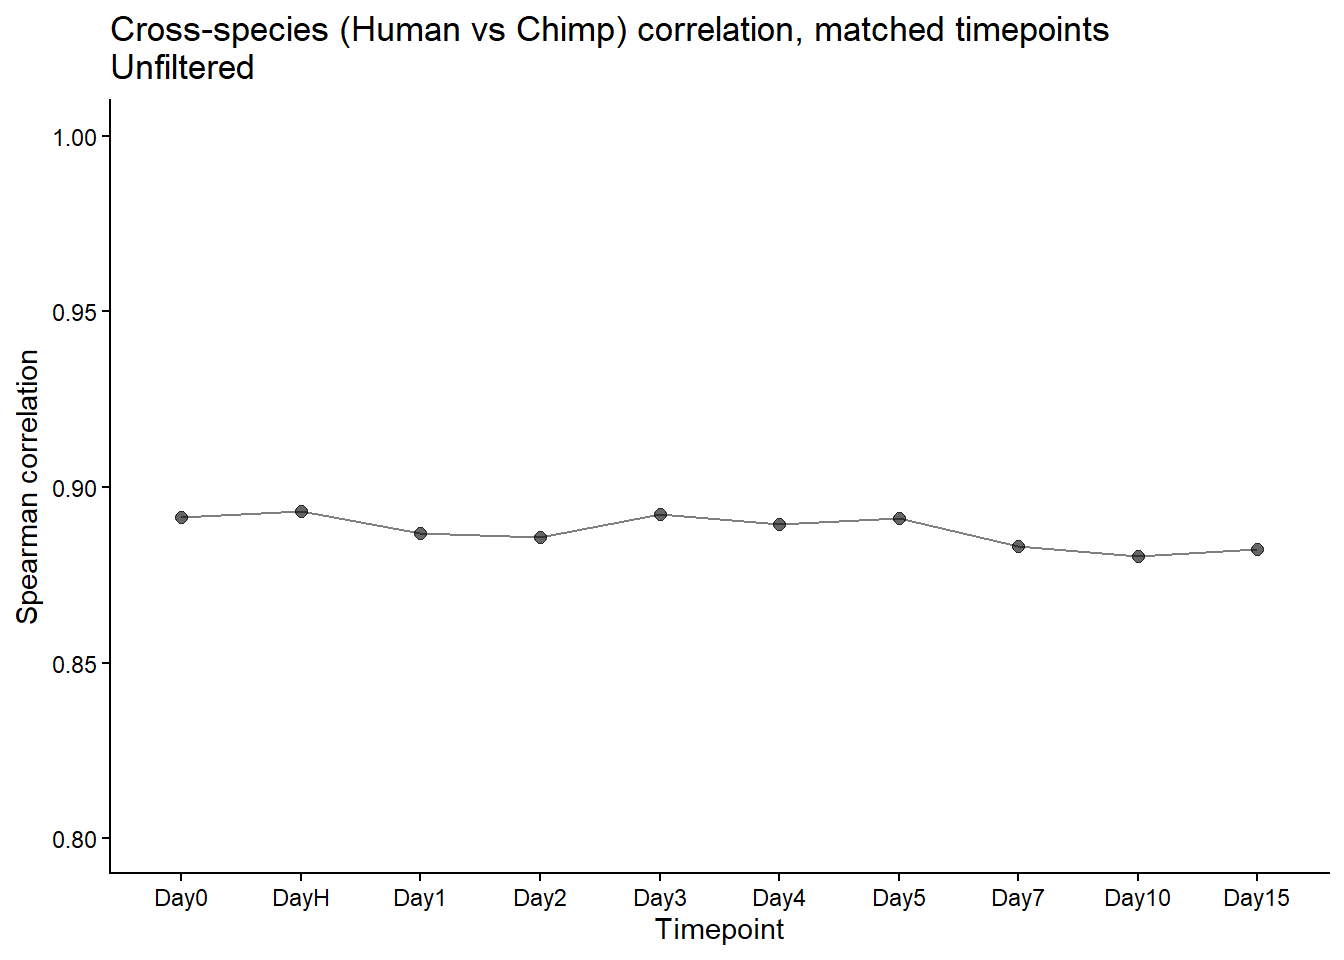 Cross-species (Human vs Chimp) correlation, matched timepoints
Unfiltered
Spearman correlation
1.00
0.95
0.90
0.85
0.80
Day0 DayH Day1 Day2 Day3 Day4 Day5 Day7 Day10 Day15
Timepoint